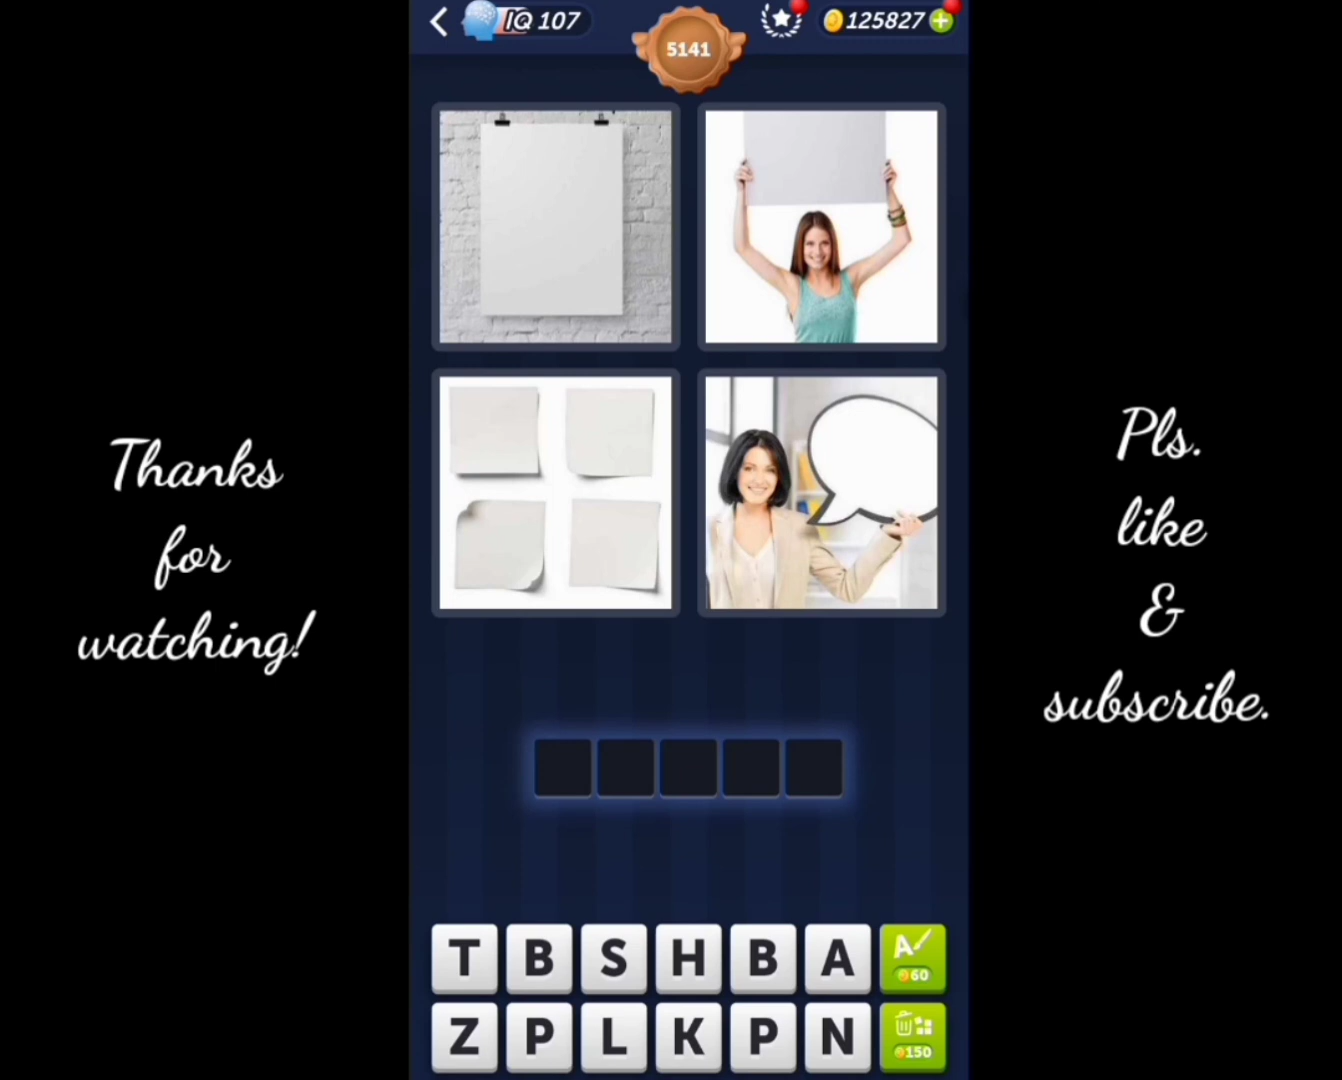 IQ 107
5141
125827
Thanks
for
watching!
Pls.
like
&
subscribe.
T B S H B A
A
60
Z P L K P N
150